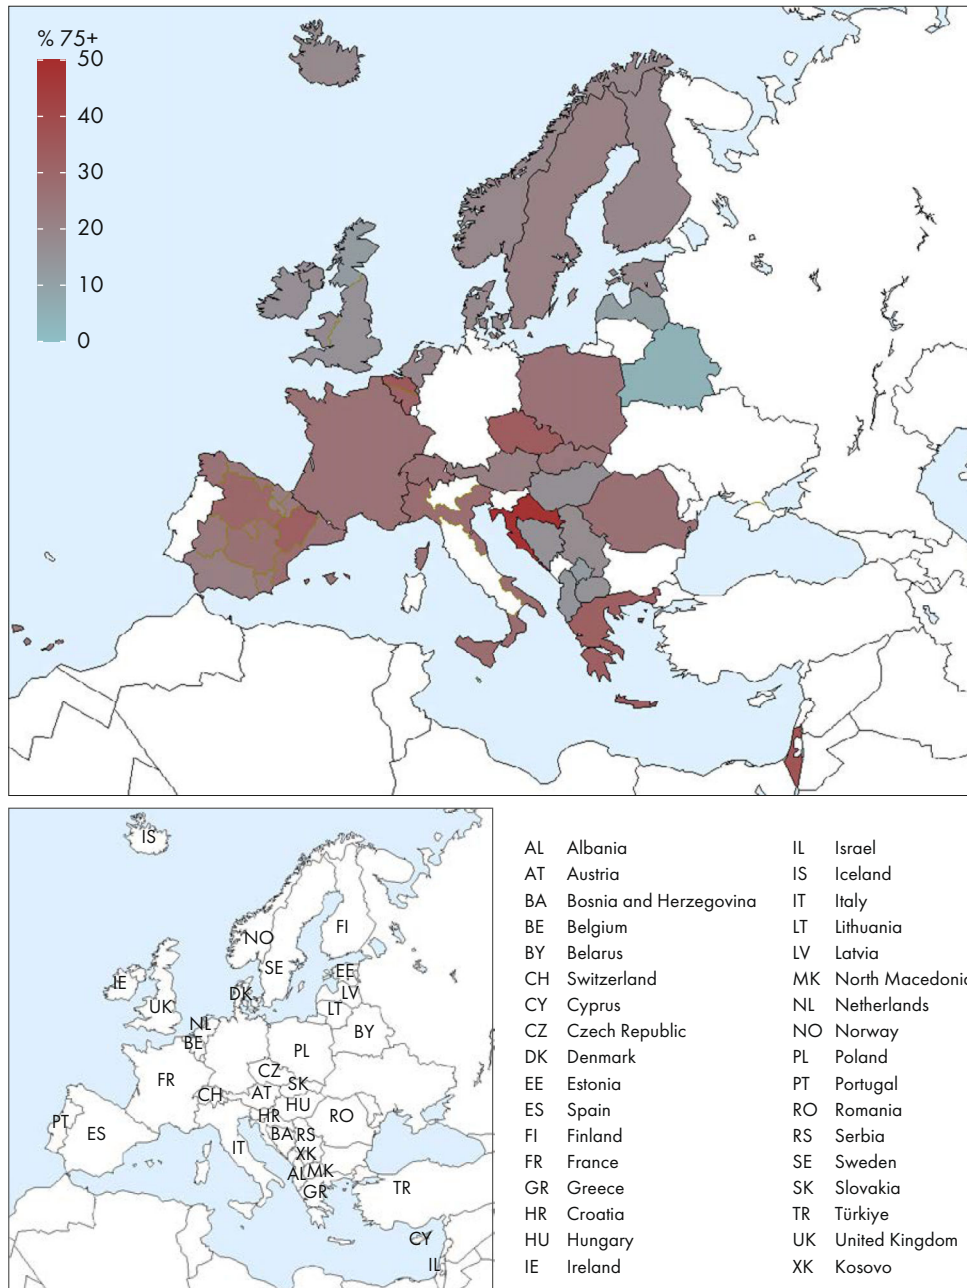 % 75+
50
40
30
20
10
0
IS
NO
FI
SE
EE
IE
DK
LV
UK
LT
NL
BY
BE
PL
CZ
FR
SK
CH
AT
HU
HR
RO
PT
BA
RS
ES
IT
XK
AL
MK
GR
TR
CY
IL
AL Albania
AT Austria
BA Bosnia and Herzegovina
BE Belgium
BY Belarus
CH Switzerland
CY Cyprus
CZ Czech Republic
DK Denmark
EE Estonia
ES Spain
FI Finland
FR France
GR Greece
HR Croatia
HU Hungary
IE Ireland
IL Israel
IS Iceland
IT Italy
LT Lithuania
LV Latvia
MK North Macedonia
NL Netherlands
NO Norway
PL Poland
PT Portugal
RO Romania
RS Serbia
SE Sweden
SK Slovakia
TR Türkiye
UK United Kingdom
XK Kosovo